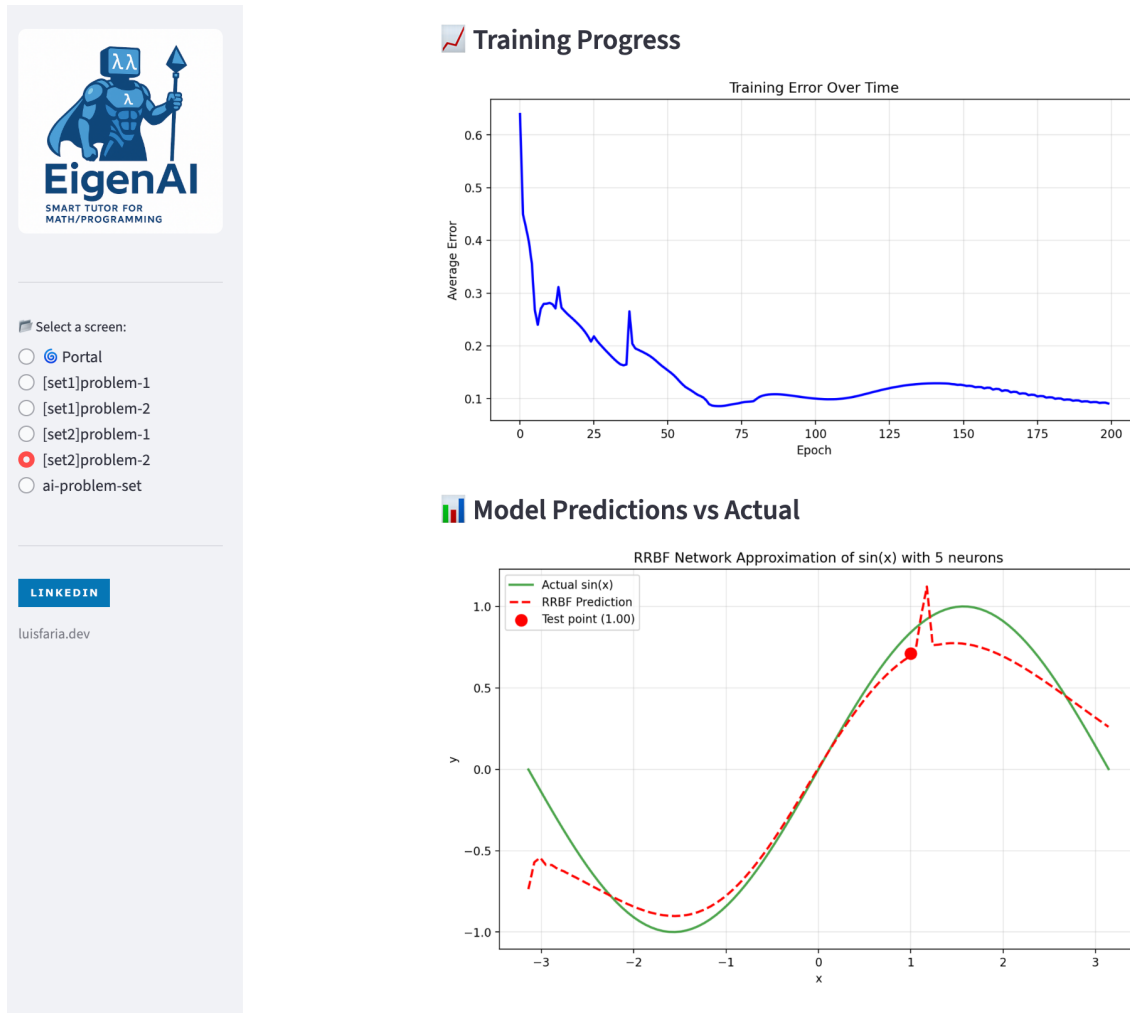 λλ
λ
EigenAI
SMART TUTOR FOR
MATH/PROGRAMMING
Select a screen:
Portal
[set1]problem-1
[set1]problem-2
[set2]problem-1
[set2]problem-2
ai-problem-set
LINKEDIN
luisfaria.dev
Training Progress
Training Error Over Time
Average Error
0.6
0.5
0.4
0.3
0.2
0.1
0 25 50 75 100 125 150 175 200
Epoch
Model Predictions vs Actual
RRBF Network Approximation of sin(x) with 5 neurons
Actual sin(x)
RRBF Prediction
Test point (1.00)
y
1.0
0.5
0.0
−0.5
−1.0
−3 −2 −1 0 1 2 3
x